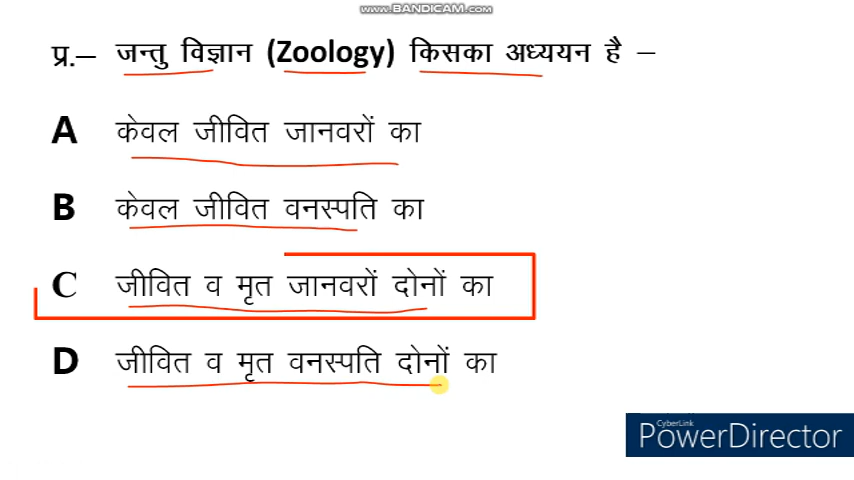 www.BANDICAM.com
प्र.– जन्तु विज्ञान (Zoology) किसका अध्ययन है –
A केवल जीवित जानवरों का
B केवल जीवित वनस्पति का
C जीवित व मृत जानवरों दोनों का
D जीवित व मृत वनस्पति दोनों का
CyberLink
PowerDirector